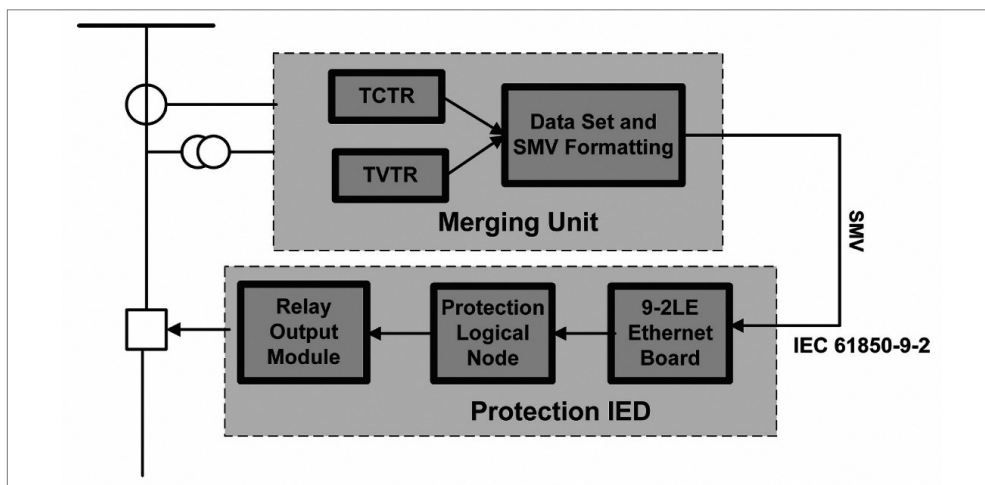 TCTR
TVTR
Data Set and
SMV Formatting
Merging Unit
SMV
IEC 61850-9-2
Relay
Output
Module
Protection
Logical
Node
9-2LE
Ethernet
Board
Protection IED